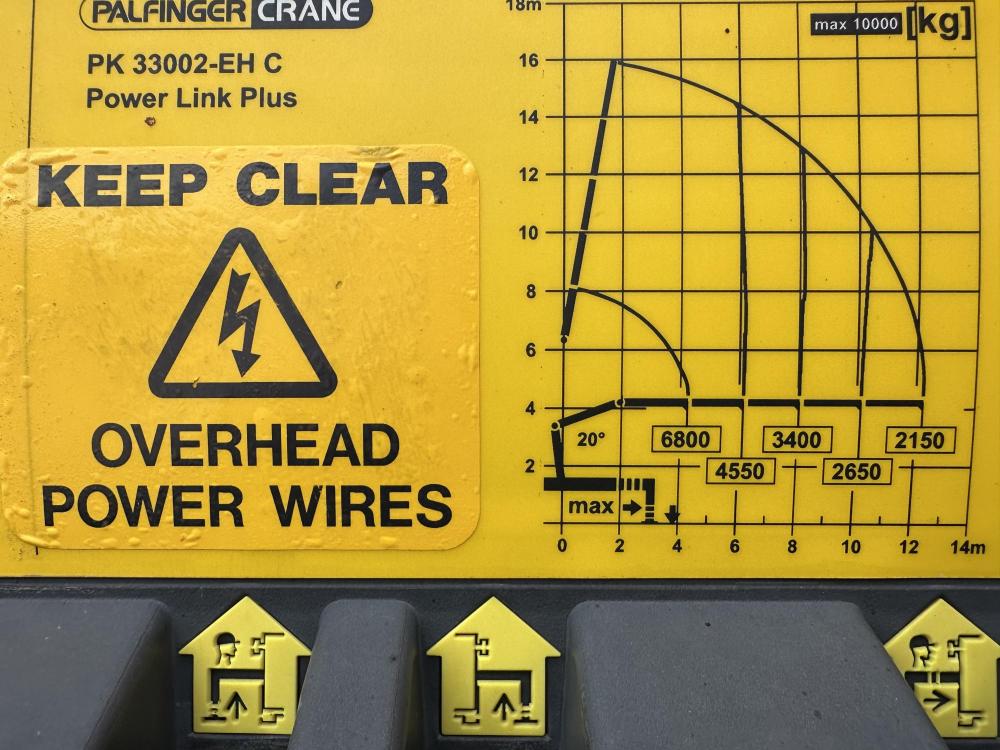 PALFINGER CRANE
PK 33002-EH C
Power Link Plus
KEEP CLEAR
OVERHEAD
POWER WIRES
max 10000 [kg]
18m
16
14
12
10
8
6
4
2
20°
6800
3400
2150
4550
2650
max
0 2 4 6 8 10 12 14m